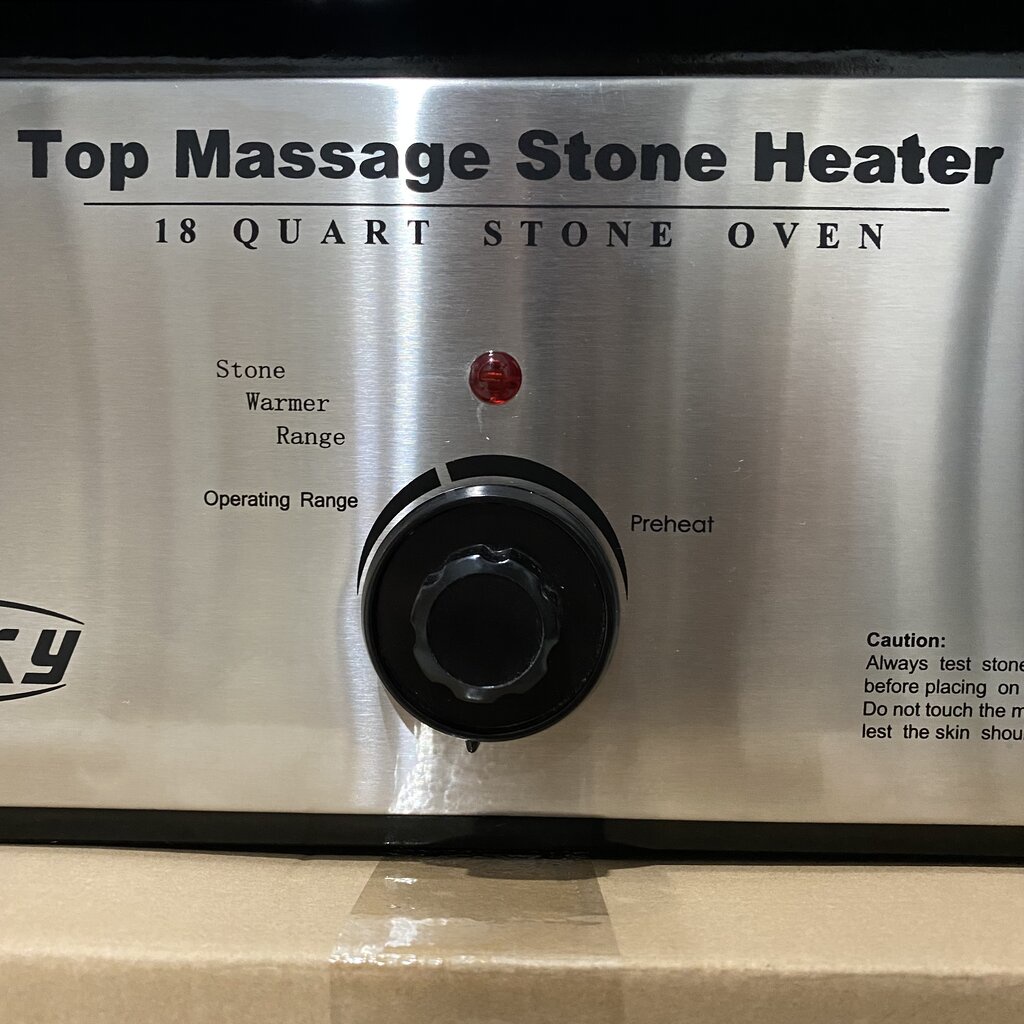 Top Massage Stone Heater
18 QUART STONE OVEN
Stone
Warmer
Range
Operating Range
Preheat
Caution:
Always test stone
before placing on
Do not touch the
lest the skin